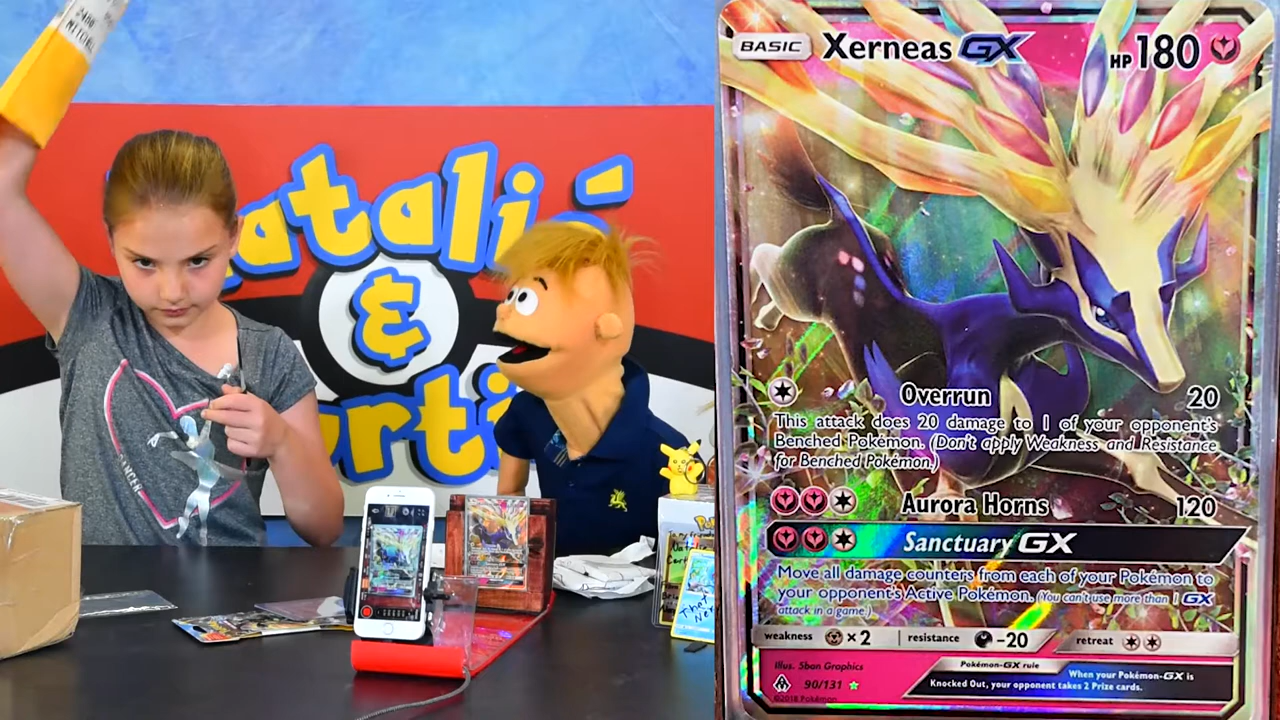 Natalie
&
BASIC Xerneas GX HP 180
Overrun 20
This attack does 20 damage to 1 of your opponent's
Benched Pokémon. (Don't apply Weakness and Resistance
for Benched Pokémon.)
Aurora Horns 120
Sanctuary GX
Move all damage counters from each of your Pokémon to
your opponent's Active Pokémon. (You can't use more than 1 GX
attack in a game.)
weakness ×2 resistance -20 retreat
Illus. 5ban Graphics
Pokémon-GX rule
When your Pokémon-GX is
Knocked Out, your opponent takes 2 Prize cards.
90/131
©2018 Pokémon
DANCER